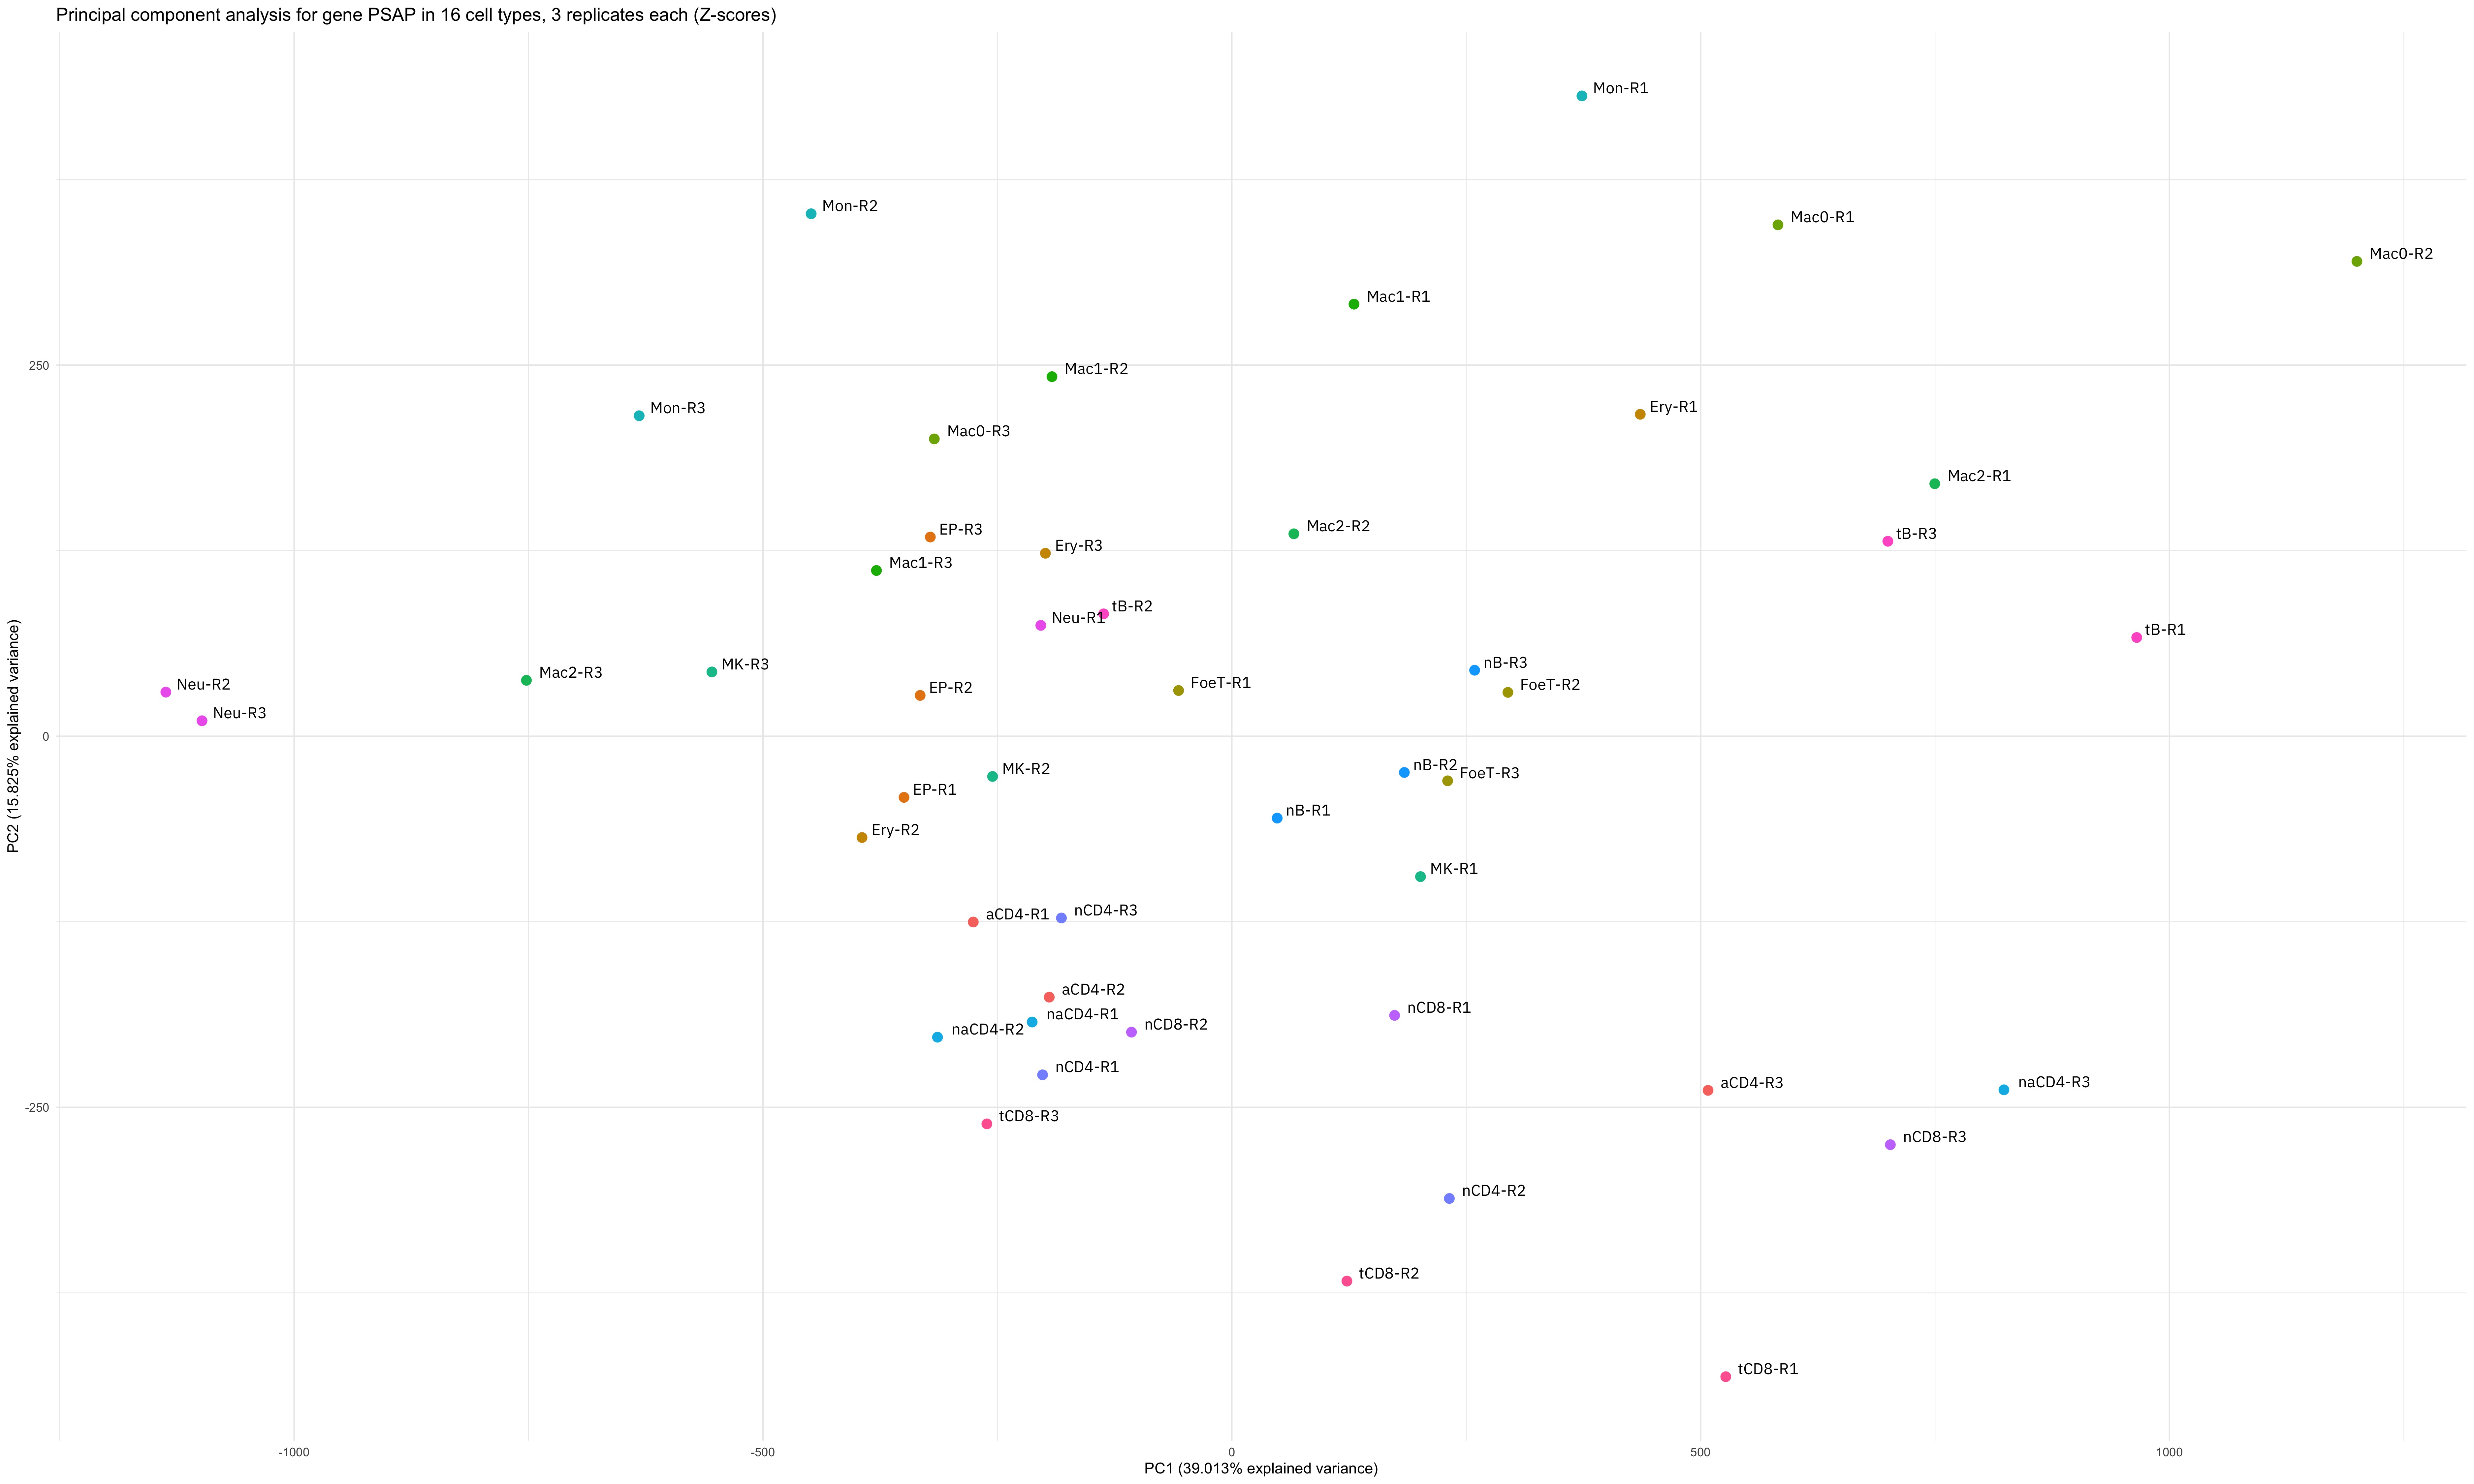 Principal component analysis for gene PSAP in 16 cell types, 3 replicates each (Z-scores)
Mon-R1
Mon-R2
Mac0-R1
Mac0-R2
Mac1-R1
250
Mac1-R2
Mon-R3
Ery-R1
Mac0-R3
Mac2-R1
EP-R3
Mac2-R2
tB-R3
Ery-R3
Mac1-R3
tB-R2
Neu-R1
tB-R1
MK-R3
nB-R3
Mac2-R3
Neu-R2
EP-R2
FoeT-R1
FoeT-R2
Neu-R3
0
MK-R2
nB-R2
FoeT-R3
EP-R1
nB-R1
Ery-R2
MK-R1
aCD4-R1
nCD4-R3
aCD4-R2
nCD8-R1
naCD4-R1
nCD8-R2
naCD4-R2
nCD4-R1
aCD4-R3
naCD4-R3
-250
tCD8-R3
nCD8-R3
nCD4-R2
tCD8-R2
tCD8-R1
PC2 (15.825% explained variance)
-1000
-500
0
500
1000
PC1 (39.013% explained variance)